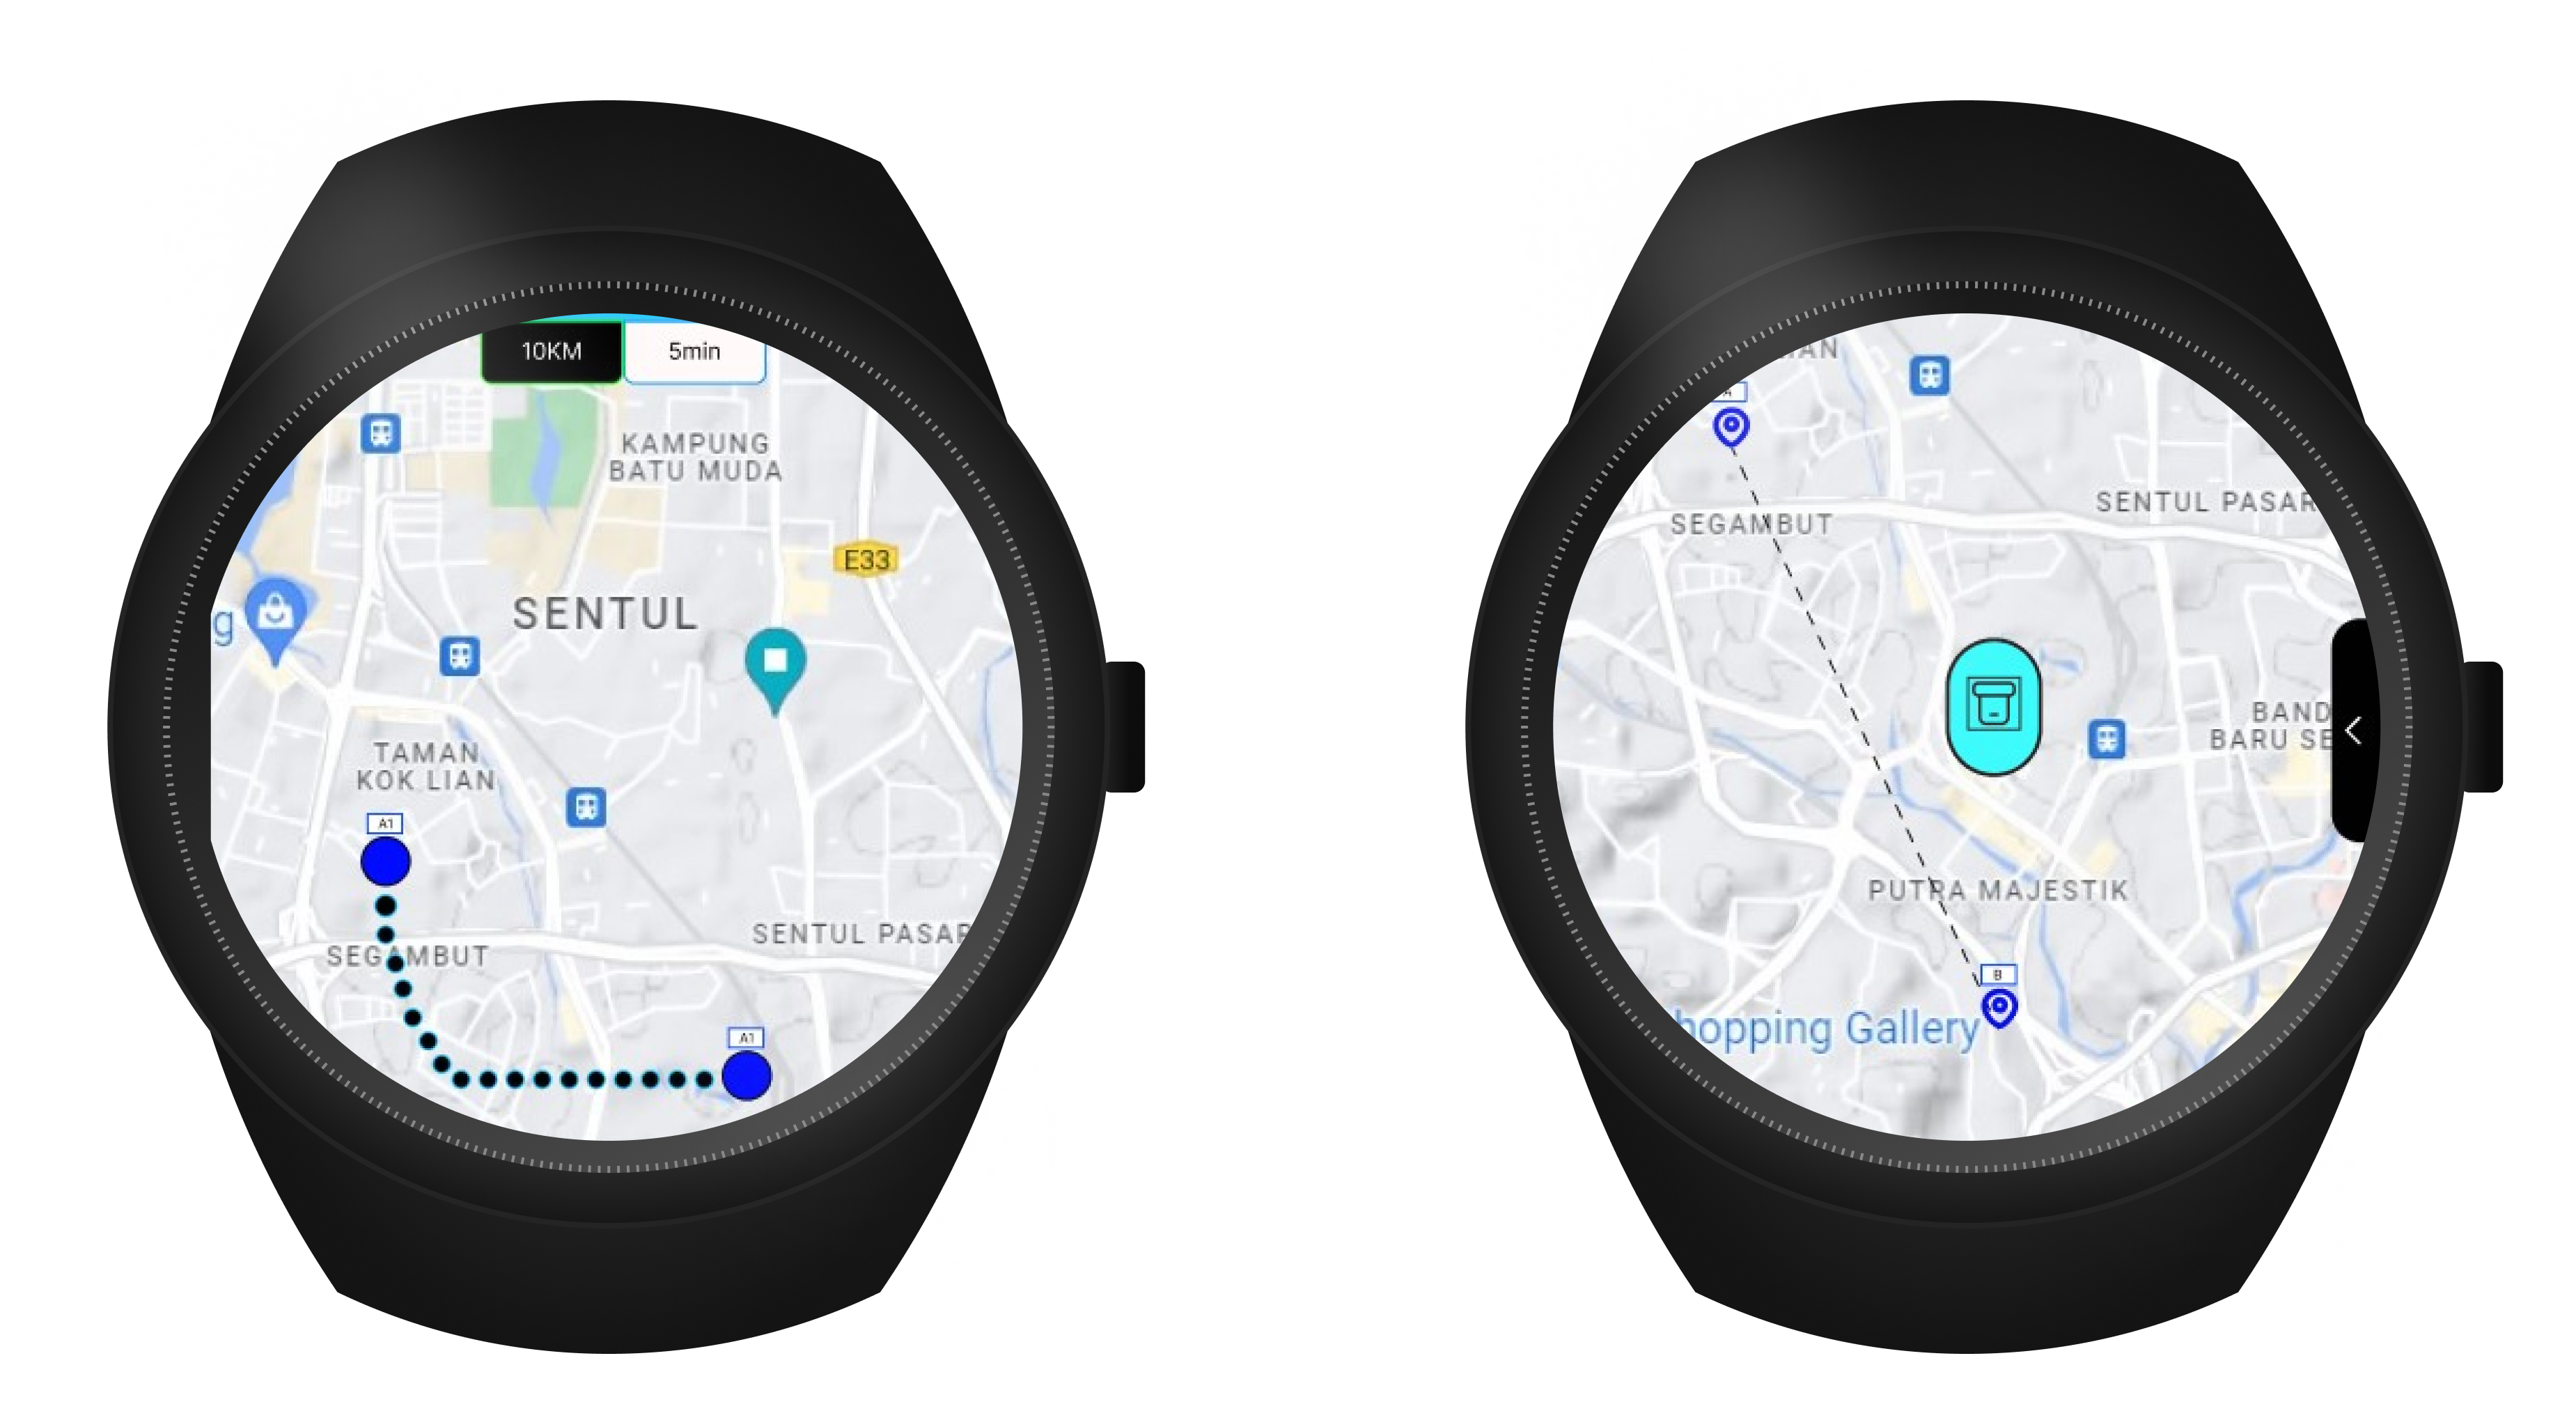 10KM
5min
KAMPUNG
BATU MUDA
E33
SENTUL
g
TAMAN
KOK LIAN
A1
SENTUL PASAR
SEGAMBUT
A1
SENTUL PASAR
SEGAMBUT
BAND
BARU SE
PUTRA MAJESTIK
B
hopping Gallery